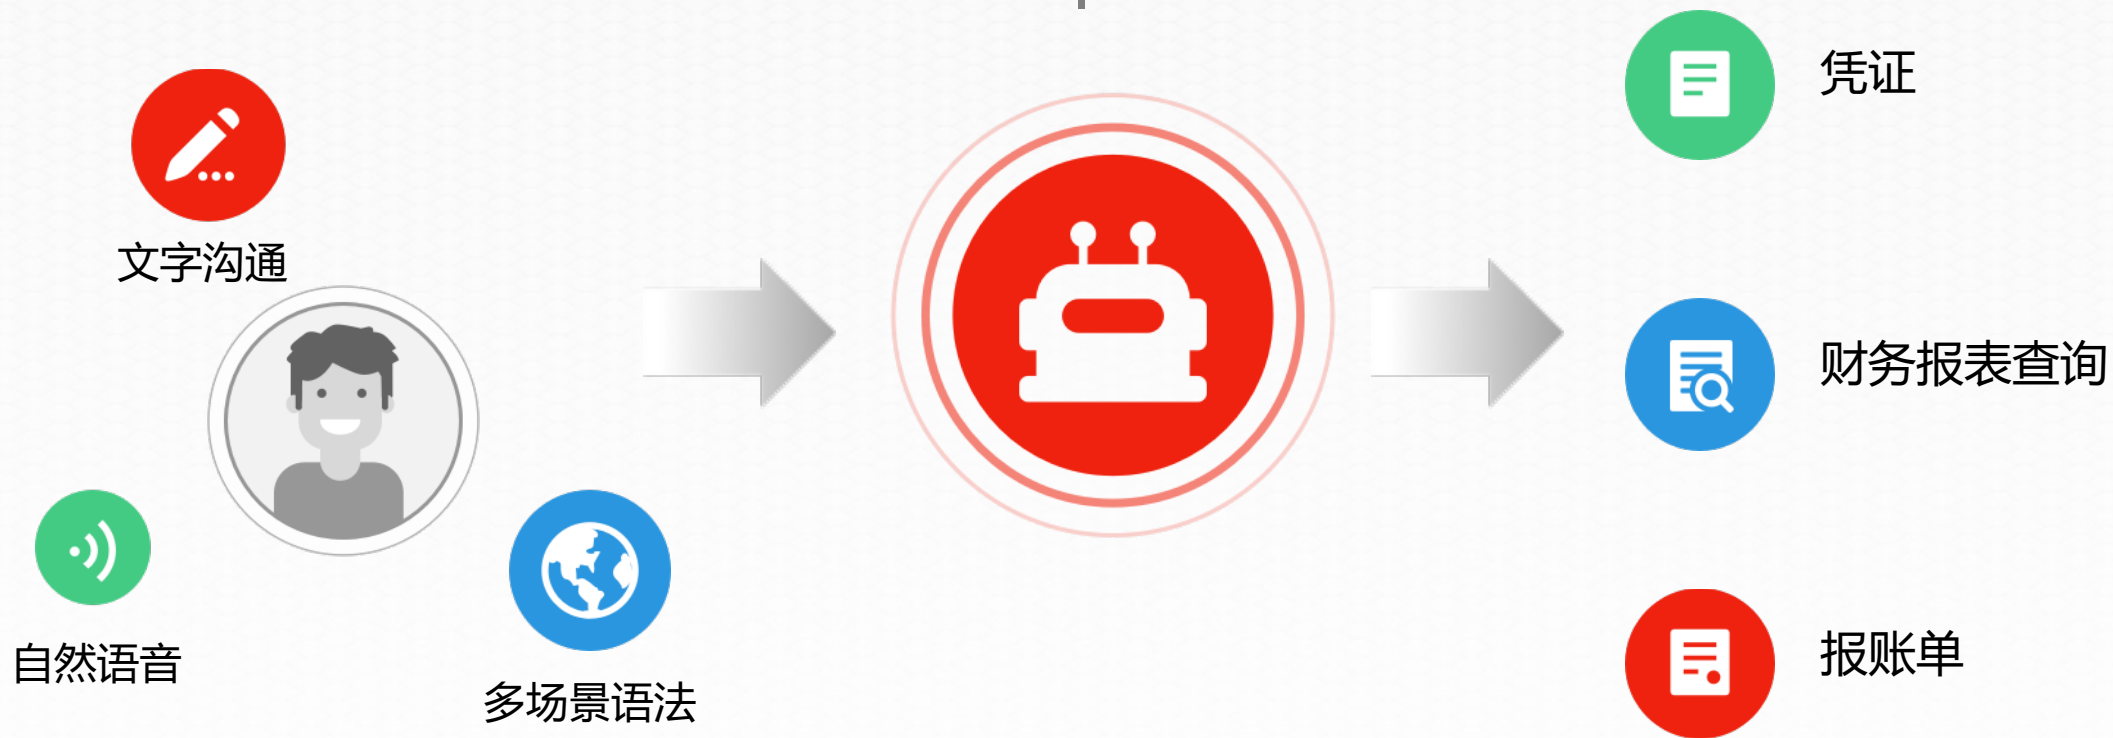 文字沟通
自然语音
多场景语法
凭证
财务报表查询
报账单